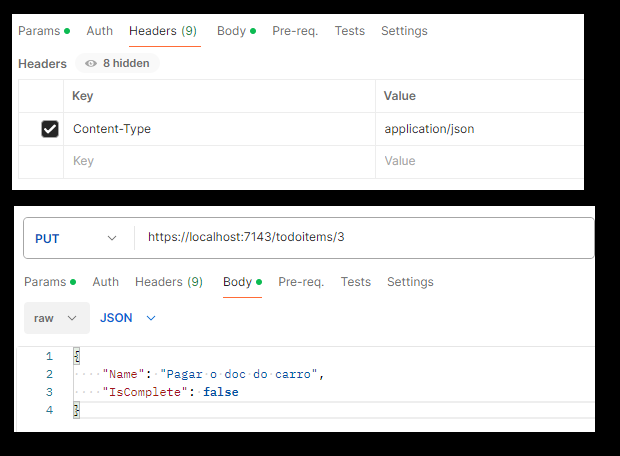 Params Auth Headers (9) Body Pre-req. Tests Settings
Headers 8 hidden
Key Value
Content-Type application/json
Key Value
PUT https://localhost:7143/todoitems/3
Params Auth Headers (9) Body Pre-req. Tests Settings
raw JSON
1 {
2 "Name": "Pagar o doc do carro",
3 "IsComplete": false
4 }